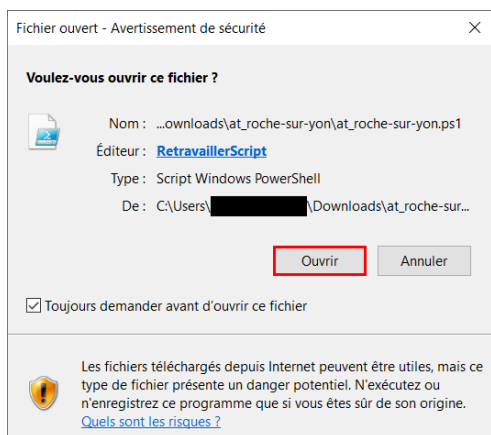 Fichier ouvert - Avertissement de sécurité
Voulez-vous ouvrir ce fichier ?
Nom : ...ownloads\at_roche-sur-yon\at_roche-sur-yon.ps1
Éditeur : RetravaillerScript
Type : Script Windows PowerShell
De : C:\Users\ \Downloads\at_roche-sur...
Ouvrir Annuler
Toujours demander avant d'ouvrir ce fichier
Les fichiers téléchargés depuis Internet peuvent être utiles, mais ce
type de fichier présente un danger potentiel. N'exécutez ou
n'enregistrez ce programme que si vous êtes sûr de son origine.
Quels sont les risques ?